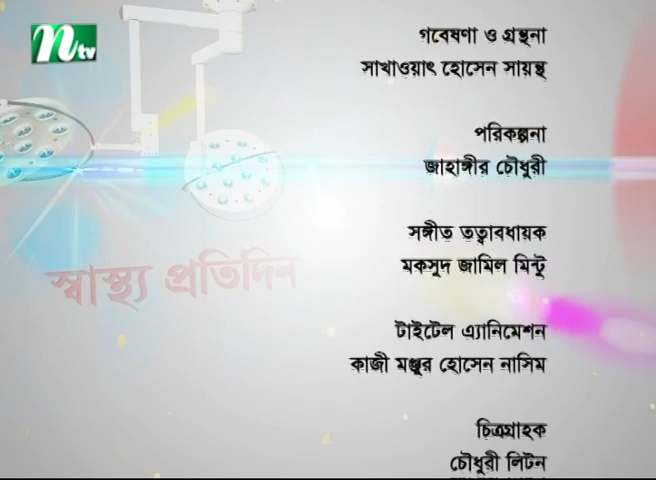 ntv
গবেষণা ও গ্রন্থনা
সাখাওয়াৎ হোসেন সায়ন্থ
পরিকল্পনা
জাহাঙ্গীর চৌধুরী
সঙ্গীত তত্বাবধায়ক
মকসুদ জামিল মিন্টু
স্বাস্থ্য প্রতিদিন
টাইটেল এ্যানিমেশন
কাজী মঞ্জুর হোসেন নাসিম
চিত্রগ্রাহক
চৌধুরী লিটন